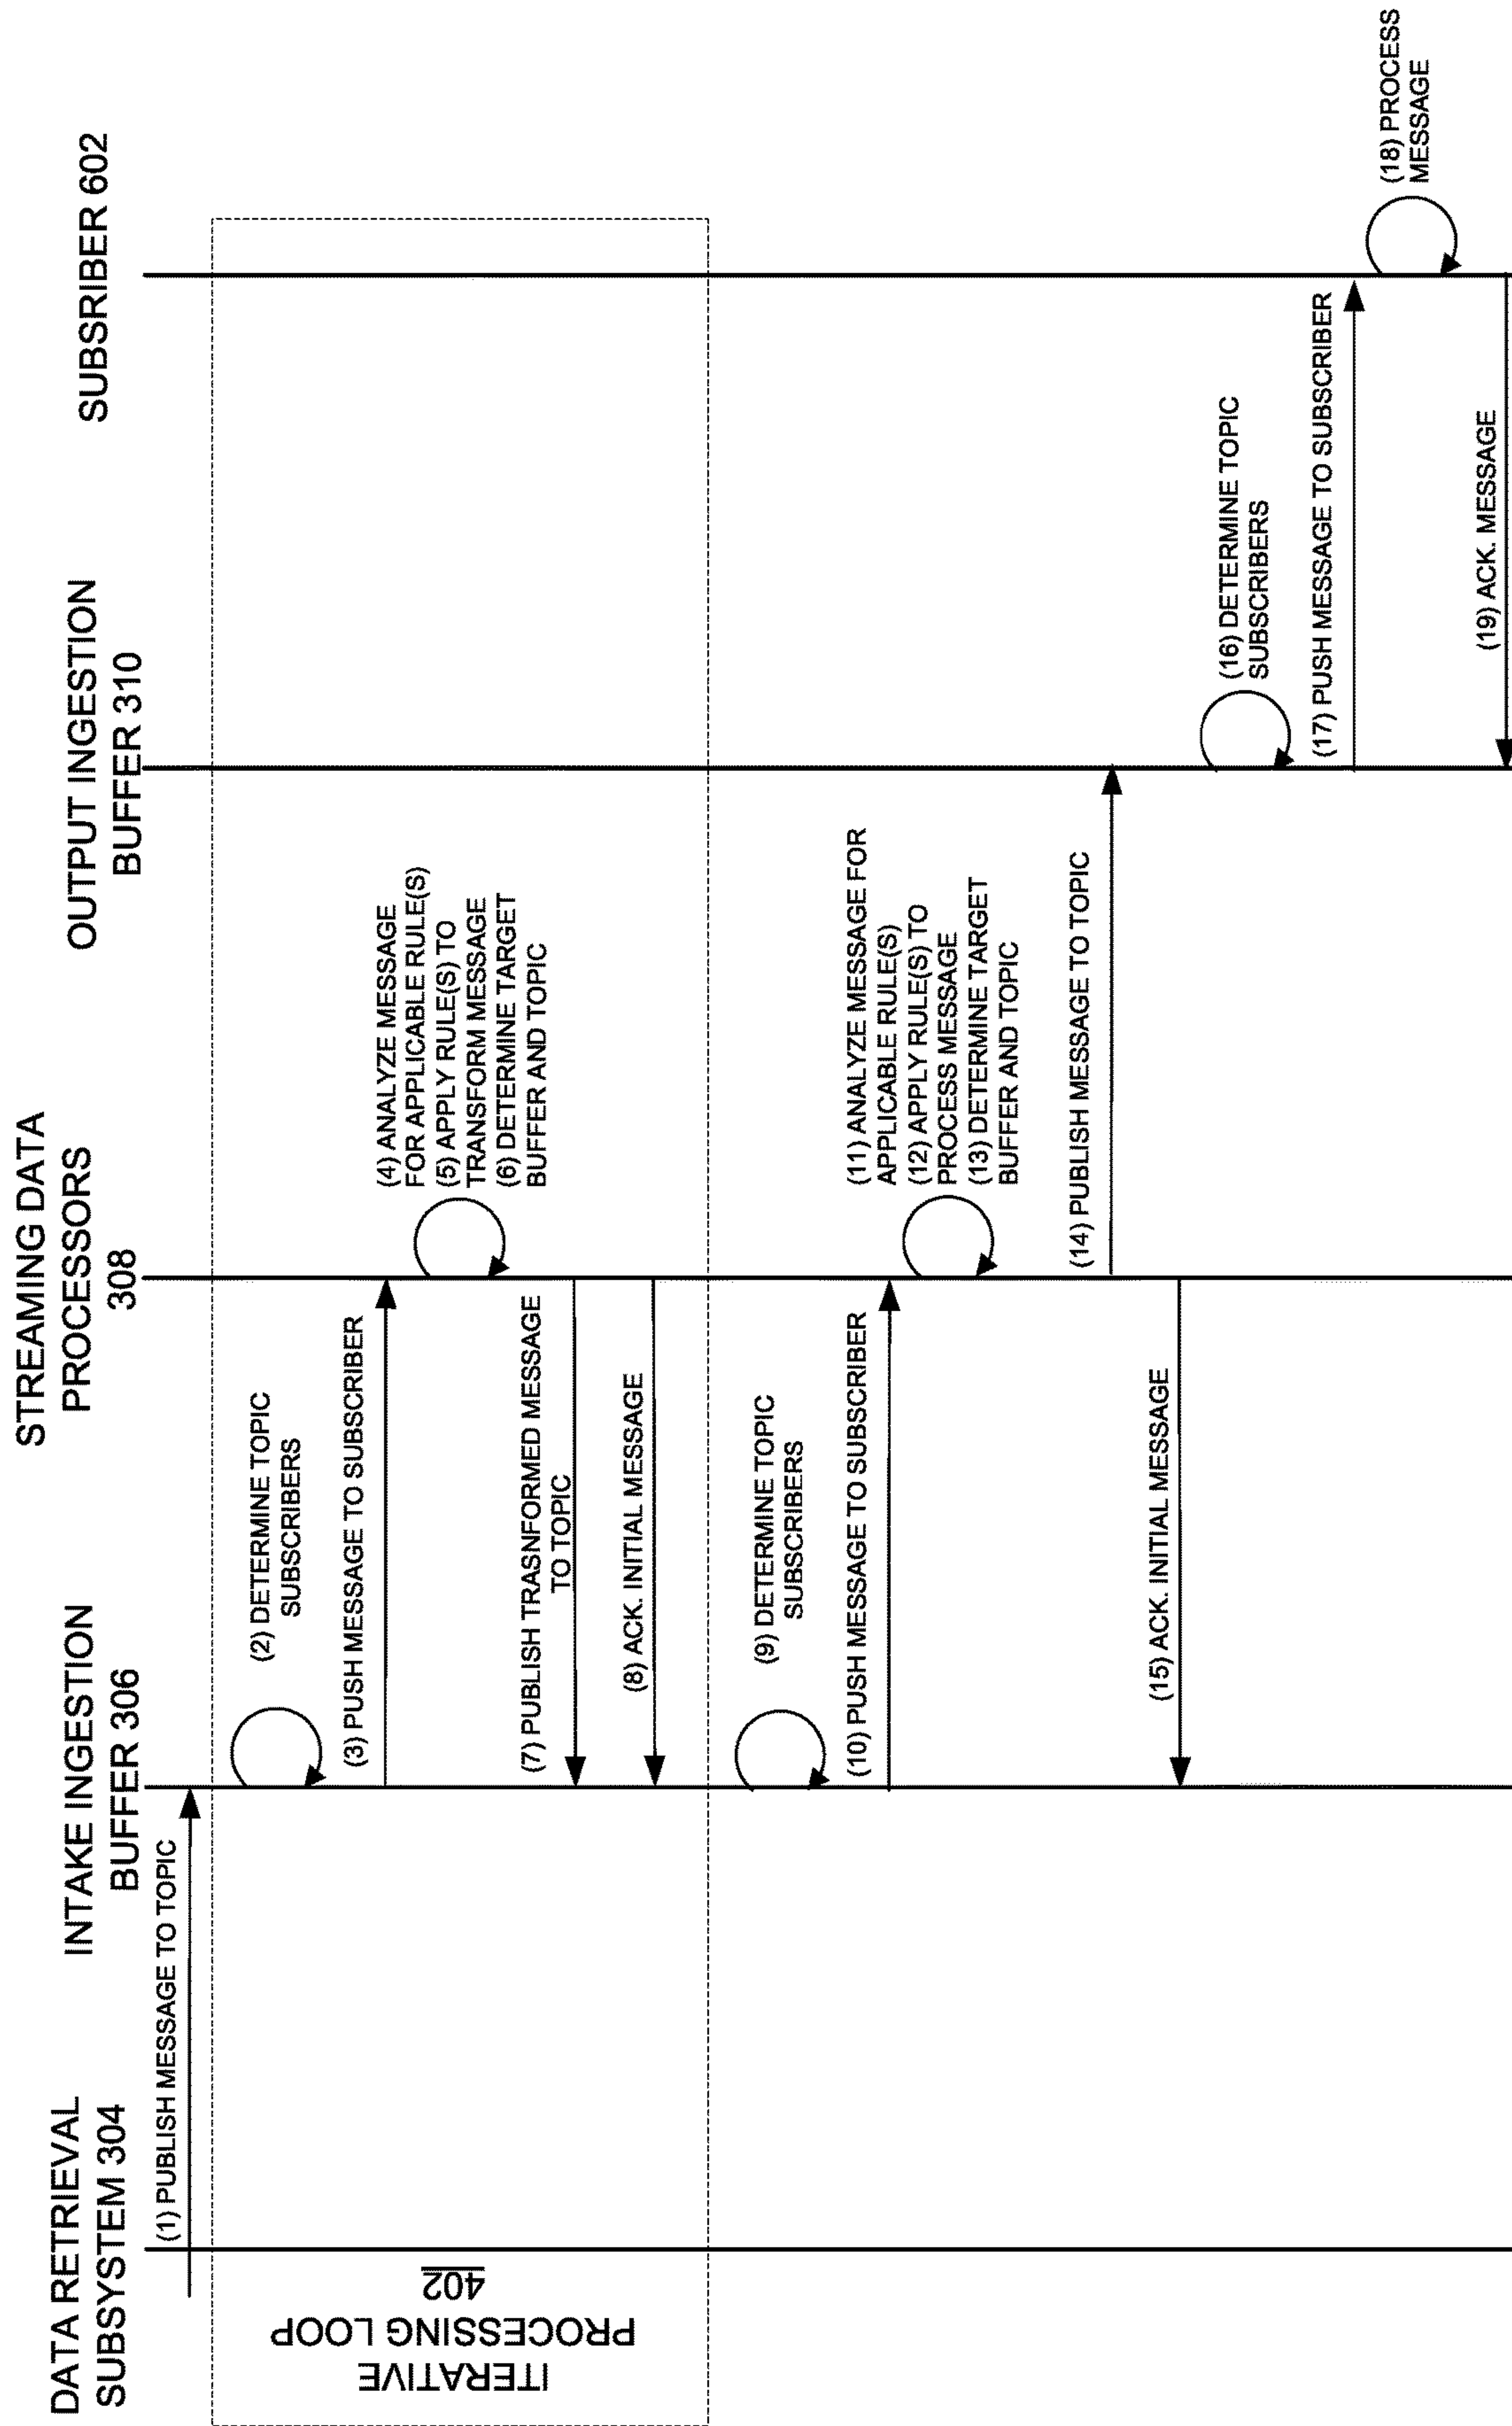 DATA RETRIEVAL
SUBSYSTEM 304
INTAKE INGESTION
BUFFER 306
STREAMING DATA
PROCESSORS
308
OUTPUT INGESTION
BUFFER 310
SUBSRIBER 602
(1) PUBLISH MESSAGE TO TOPIC
ITERATIVE
PROCESSING LOOP
402
(2) DETERMINE TOPIC
SUBSCRIBERS
(3) PUSH MESSAGE TO SUBSCRIBER
(4) ANALYZE MESSAGE
FOR APPLICABLE RULE(S)
(5) APPLY RULE(S) TO
TRANSFORM MESSAGE
(6) DETERMINE TARGET
BUFFER AND TOPIC
(7) PUBLISH TRASNFORMED MESSAGE
TO TOPIC
(8) ACK. INITIAL MESSAGE
(9) DETERMINE TOPIC
SUBSCRIBERS
(10) PUSH MESSAGE TO SUBSCRIBER
(11) ANALYZE MESSAGE FOR
APPLICABLE RULE(S)
(12) APPLY RULE(S) TO
PROCESS MESSAGE
(13) DETERMINE TARGET
BUFFER AND TOPIC
(14) PUBLISH MESSAGE TO TOPIC
(15) ACK. INITIAL MESSAGE
(16) DETERMINE TOPIC
SUBSCRIBERS
(17) PUSH MESSAGE TO SUBSCRIBER
(18) PROCESS
MESSAGE
(19) ACK. MESSAGE